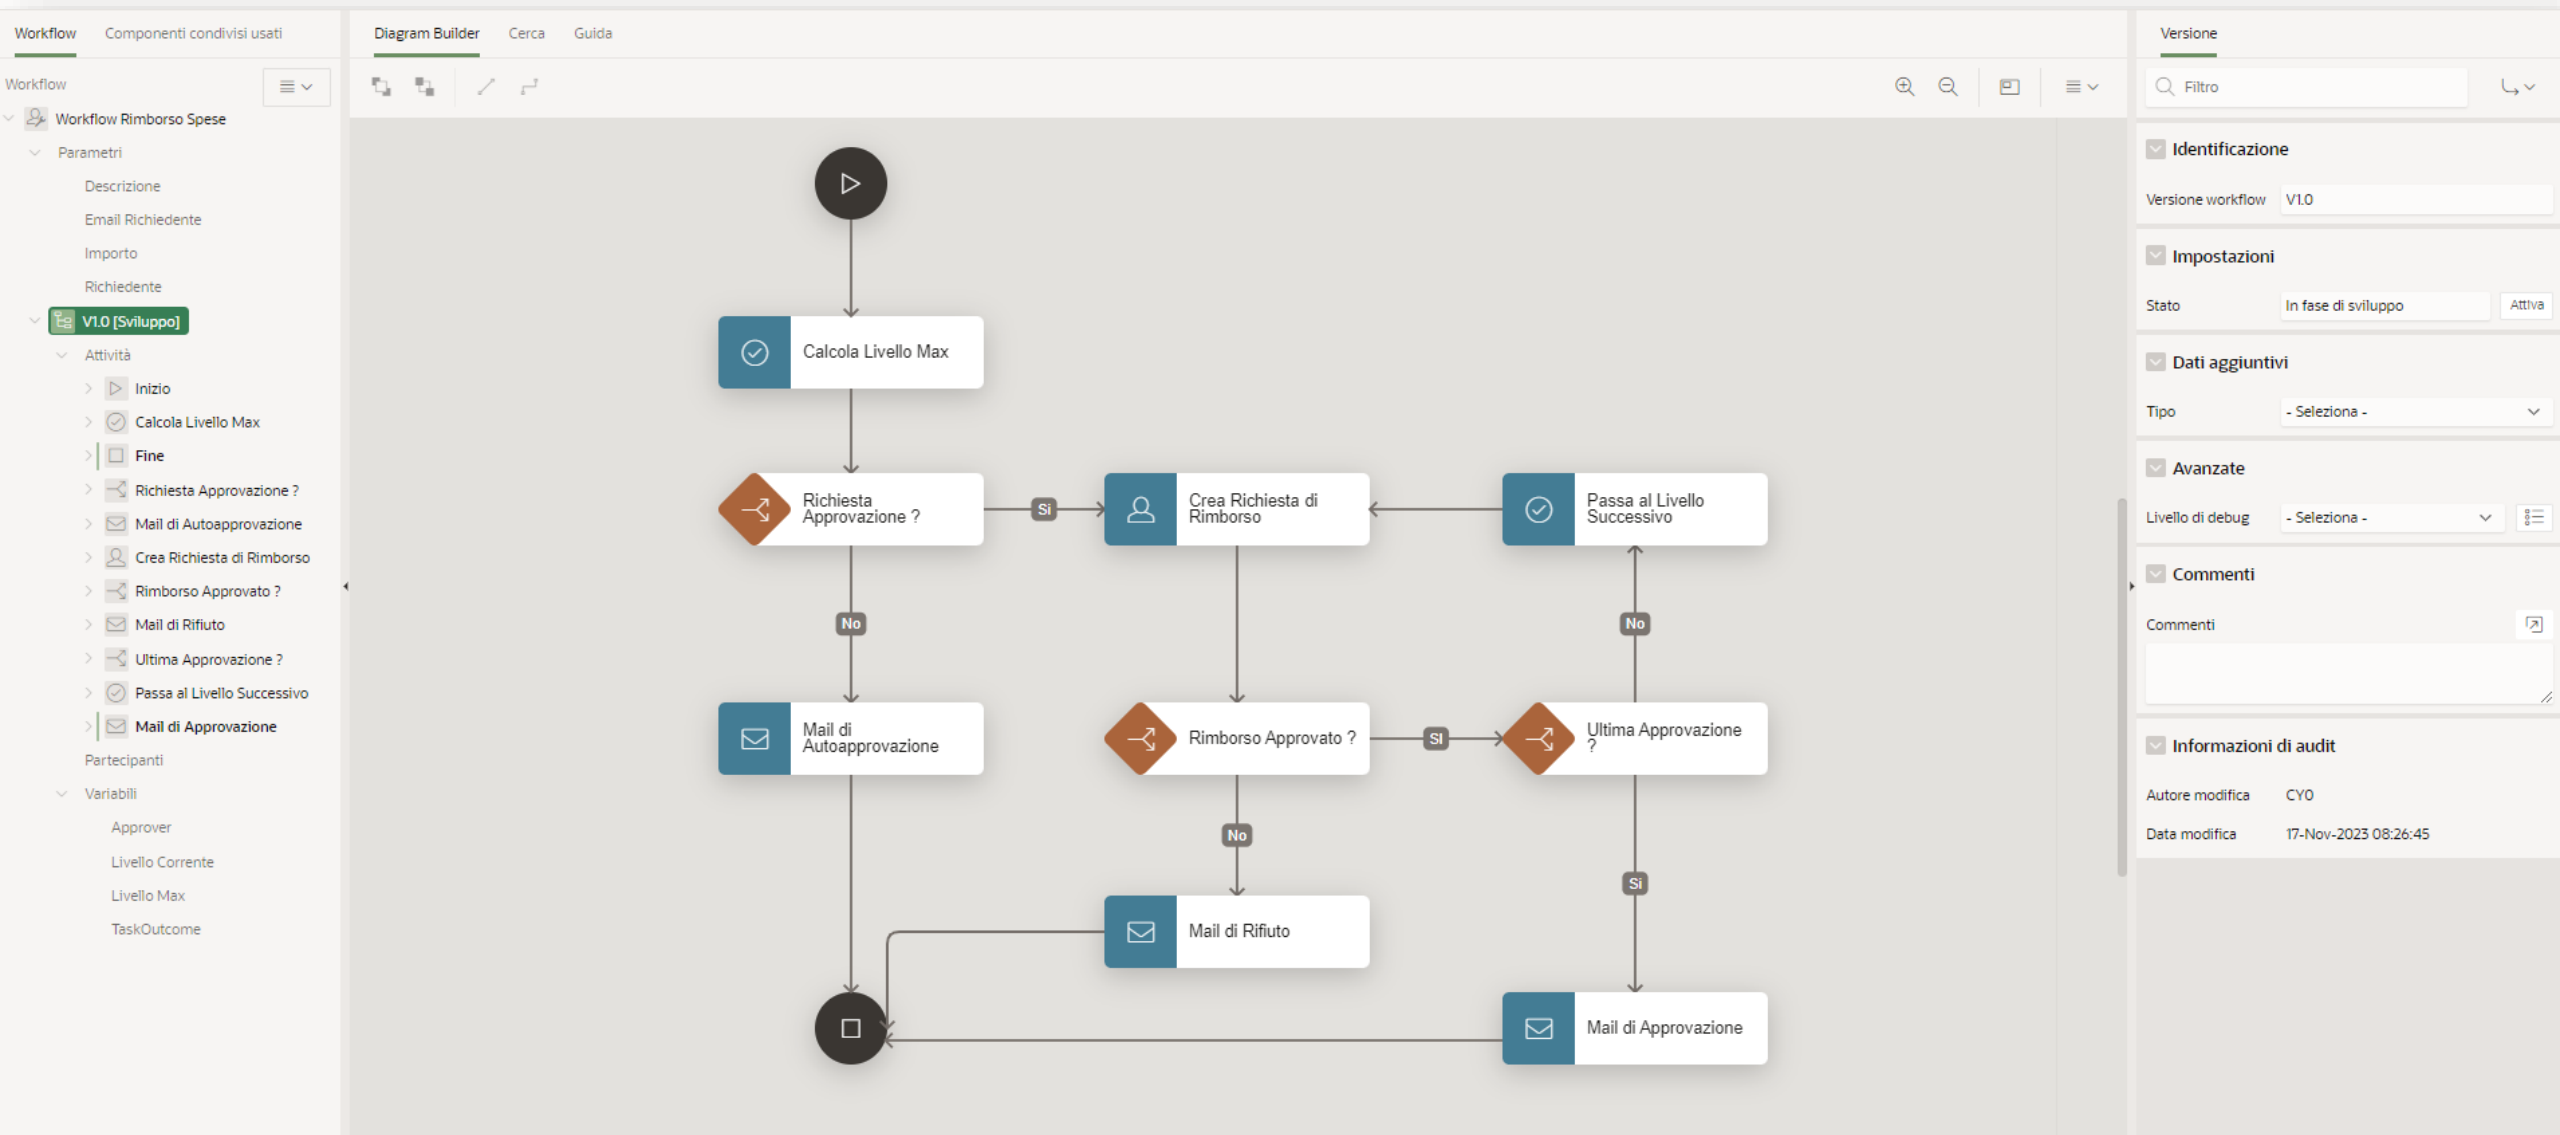 Workflow
Componenti condivisi usati
Workflow
Workflow Rimborso Spese
Parametri
Descrizione
Email Richiedente
Importo
Richiedente
V1.0 [Sviluppo]
Attività
Inizio
Calcola Livello Max
Fine
Richiesta Approvazione ?
Mail di Autoapprovazione
Crea Richiesta di Rimborso
Rimborso Approvato ?
Mail di Rifiuto
Ultima Approvazione ?
Passa al Livello Successivo
Mail di Approvazione
Partecipanti
Variabili
Approver
Livello Corrente
Livello Max
TaskOutcome
Diagram Builder
Cerca
Guida
Calcola Livello Max
Richiesta
Approvazione ?
Si
Crea Richiesta di
Rimborso
Passa al Livello
Successivo
No
No
Mail di
Autoapprovazione
Rimborso Approvato ?
SI
Ultima Approvazione
?
No
Si
Mail di Rifiuto
Mail di Approvazione
Versione
Filtro
Identificazione
Versione workflow
V1.0
Impostazioni
Stato
In fase di sviluppo
Attiva
Dati aggiuntivi
Tipo
- Seleziona -
Avanzate
Livello di debug
- Seleziona -
Commenti
Commenti
Informazioni di audit
Autore modifica
CY0
Data modifica
17-Nov-2023 08:26:45